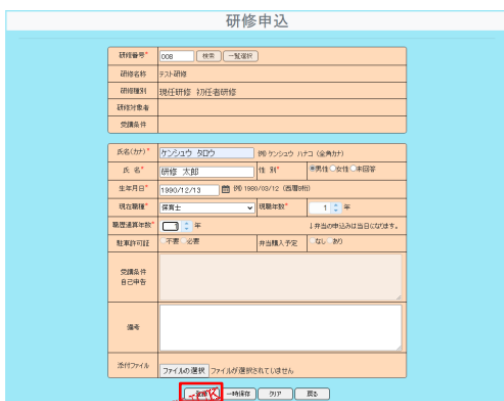 研修申込
研修番号* 008 検索 一覧選択
研修名称 テスト研修
研修種別 現任研修 初任者研修
研修対象者
受講条件
氏名(カナ)* ケンシュウ タロウ 例) ケンシュウ ハナコ (全角カナ)
氏 名* 研修 太郎 性 別* 男性 女性 未回答
生年月日* 1990/12/13 例) 1980/09/12 (西暦8桁)
現在職種* 保育士 現職年数* 1 年
職歴通算年数* 年 ↓弁当の申込みは当日になります。
駐車許可証 不要 必要 弁当購入予定 なし あり
受講条件
自己申告
備考
添付ファイル ファイルの選択 ファイルが選択されていません
一時保存 クリア 戻る